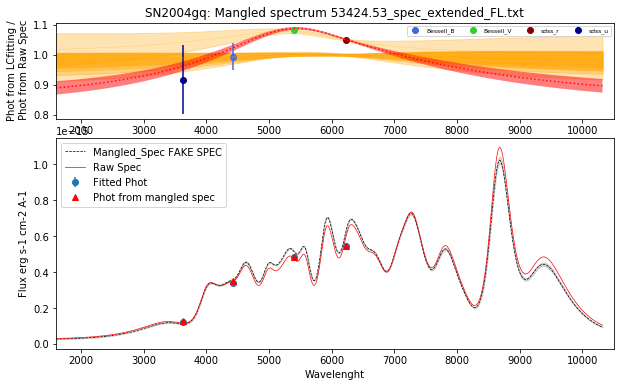 SN2004gq: Mangled spectrum 53424.53_spec_extended_FL.txt
Phot from LCfitting /
Phot from Raw Spec
1.1
1.0
0.9
0.8
Bessell_B
Bessell_V
sdss_r
sdss_u
2000 3000 4000 5000 6000 7000 8000 9000 10000
1e−15
Flux erg s-1 cm-2 A-1
1.0
0.8
0.6
0.4
0.2
0.0
Mangled_Spec FAKE SPEC
Raw Spec
Fitted Phot
Phot from mangled spec
2000 3000 4000 5000 6000 7000 8000 9000 10000
Wavelenght